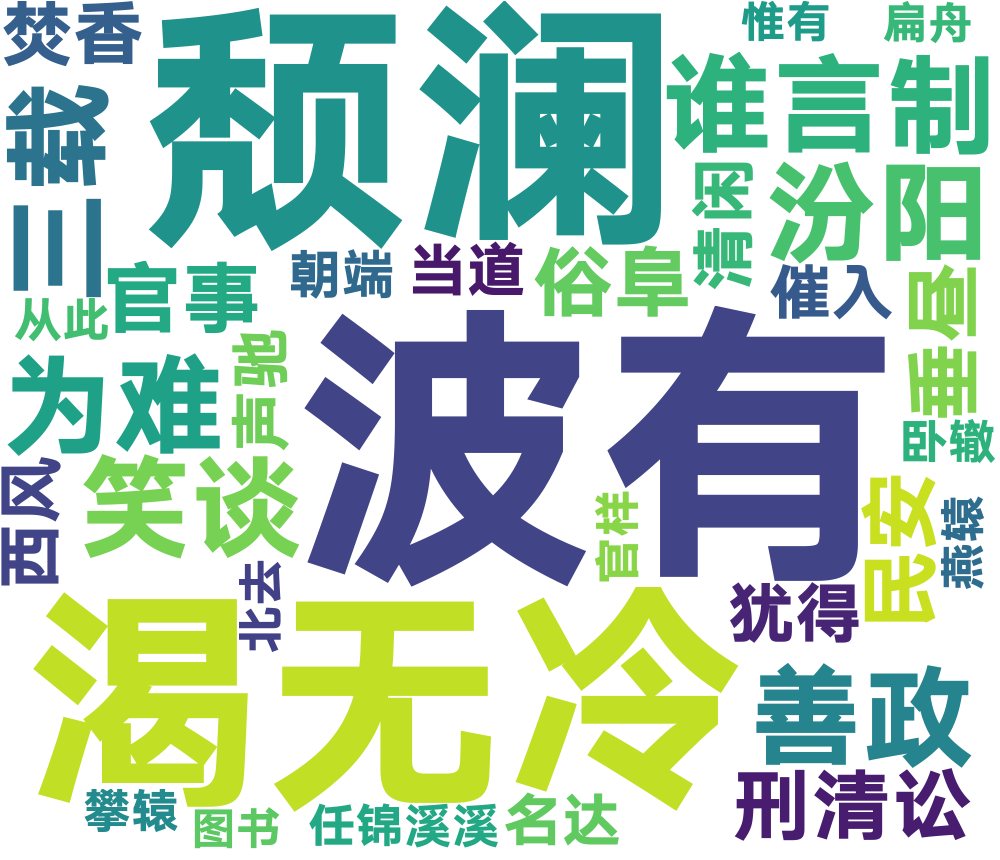 焚香
颓澜
惟有
扁舟
三载
谁言制
汾阳
清闲
官事
朝端
当道
俗阜
催入
垂昼
从此
为难
声驰
波有
卧辙
笑谈
西风
官样
民安
燕辕
北去
渴无冷
犹得
善政
刑清讼
攀辕
图书
任锦溪溪
名达